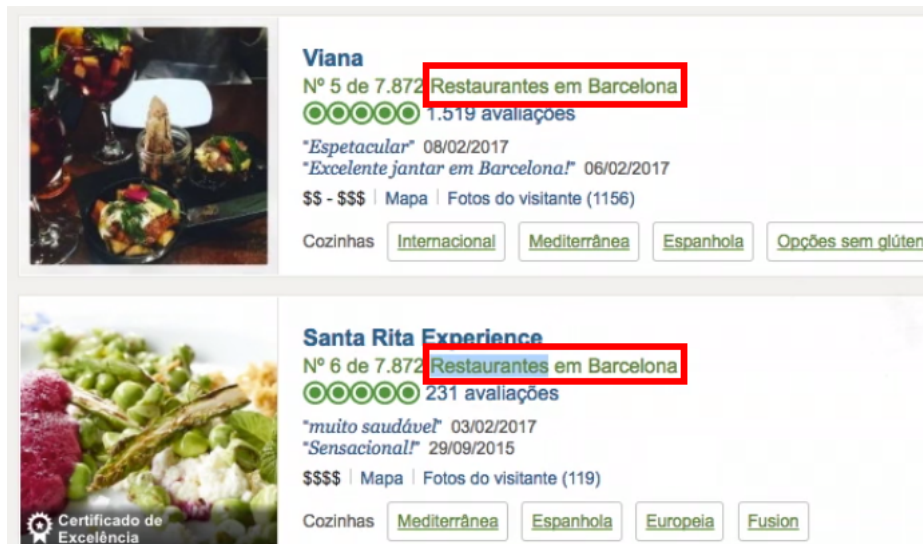 Viana
Nº 5 de 7.872 Restaurantes em Barcelona
1.519 avaliações
"Espetacular" 08/02/2017
"Excelente jantar em Barcelona!" 06/02/2017
$$ - $$$ | Mapa | Fotos do visitante (1156)
Cozinhas Internacional Mediterrânea Espanhola Opções sem glúten
Santa Rita Experience
Nº 6 de 7.872 Restaurantes em Barcelona
231 avaliações
"muito saudável" 03/02/2017
"Sensacional!" 29/09/2015
$$$$ | Mapa | Fotos do visitante (119)
Cozinhas Mediterrânea Espanhola Europeia Fusion
Certificado de
Excelência